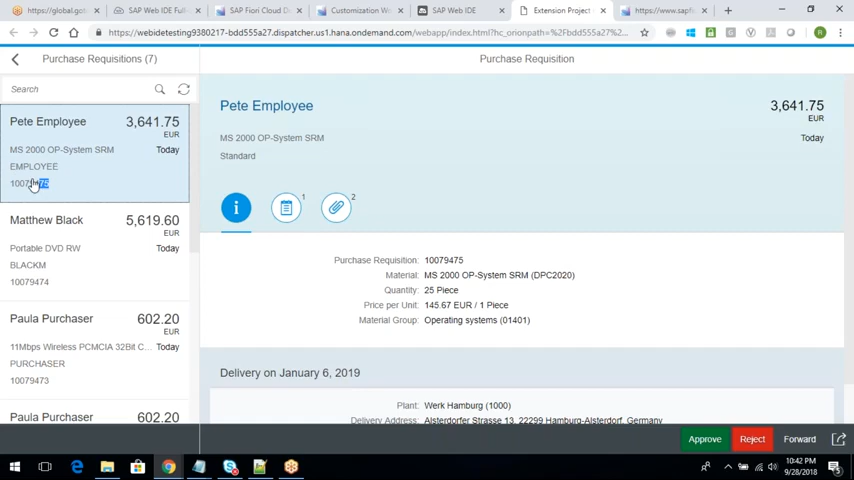 https://global.got
SAP Web IDE Full-
SAP Fiori Cloud D
Customization W
SAP Web IDE
Extension Project
https://www.sapfi
https://webidetesting9380217-bdd555a27.dispatcher.us1.hana.ondemand.com/webapp/index.html?hc_orionpath=%2Fbdd555a27%2...
Purchase Requisitions (7)
Purchase Requisition
Search
Pete Employee
3,641.75
EUR
MS 2000 OP-System SRM
Today
EMPLOYEE
Matthew Black
5,619.60
EUR
Portable DVD RW
Today
BLACKM
10079474
Paula Purchaser
602.20
EUR
11Mbps Wireless PCMCIA 32Bit C...
Today
PURCHASER
10079473
Paula Purchaser
602.20
Pete Employee
3,641.75
EUR
MS 2000 OP-System SRM
Today
Standard
1
2
Purchase Requisition: 10079475
Material: MS 2000 OP-System SRM (DPC2020)
Quantity: 25 Piece
Price per Unit: 145.67 EUR / 1 Piece
Material Group: Operating systems (01401)
Delivery on January 6, 2019
Plant: Werk Hamburg (1000)
Delivery Address: Alsterdorfer Strasse 13, 22299 Hamburg-Alsterdorf, Germany
Approve
Reject
Forward
10:42 PM
9/28/2018